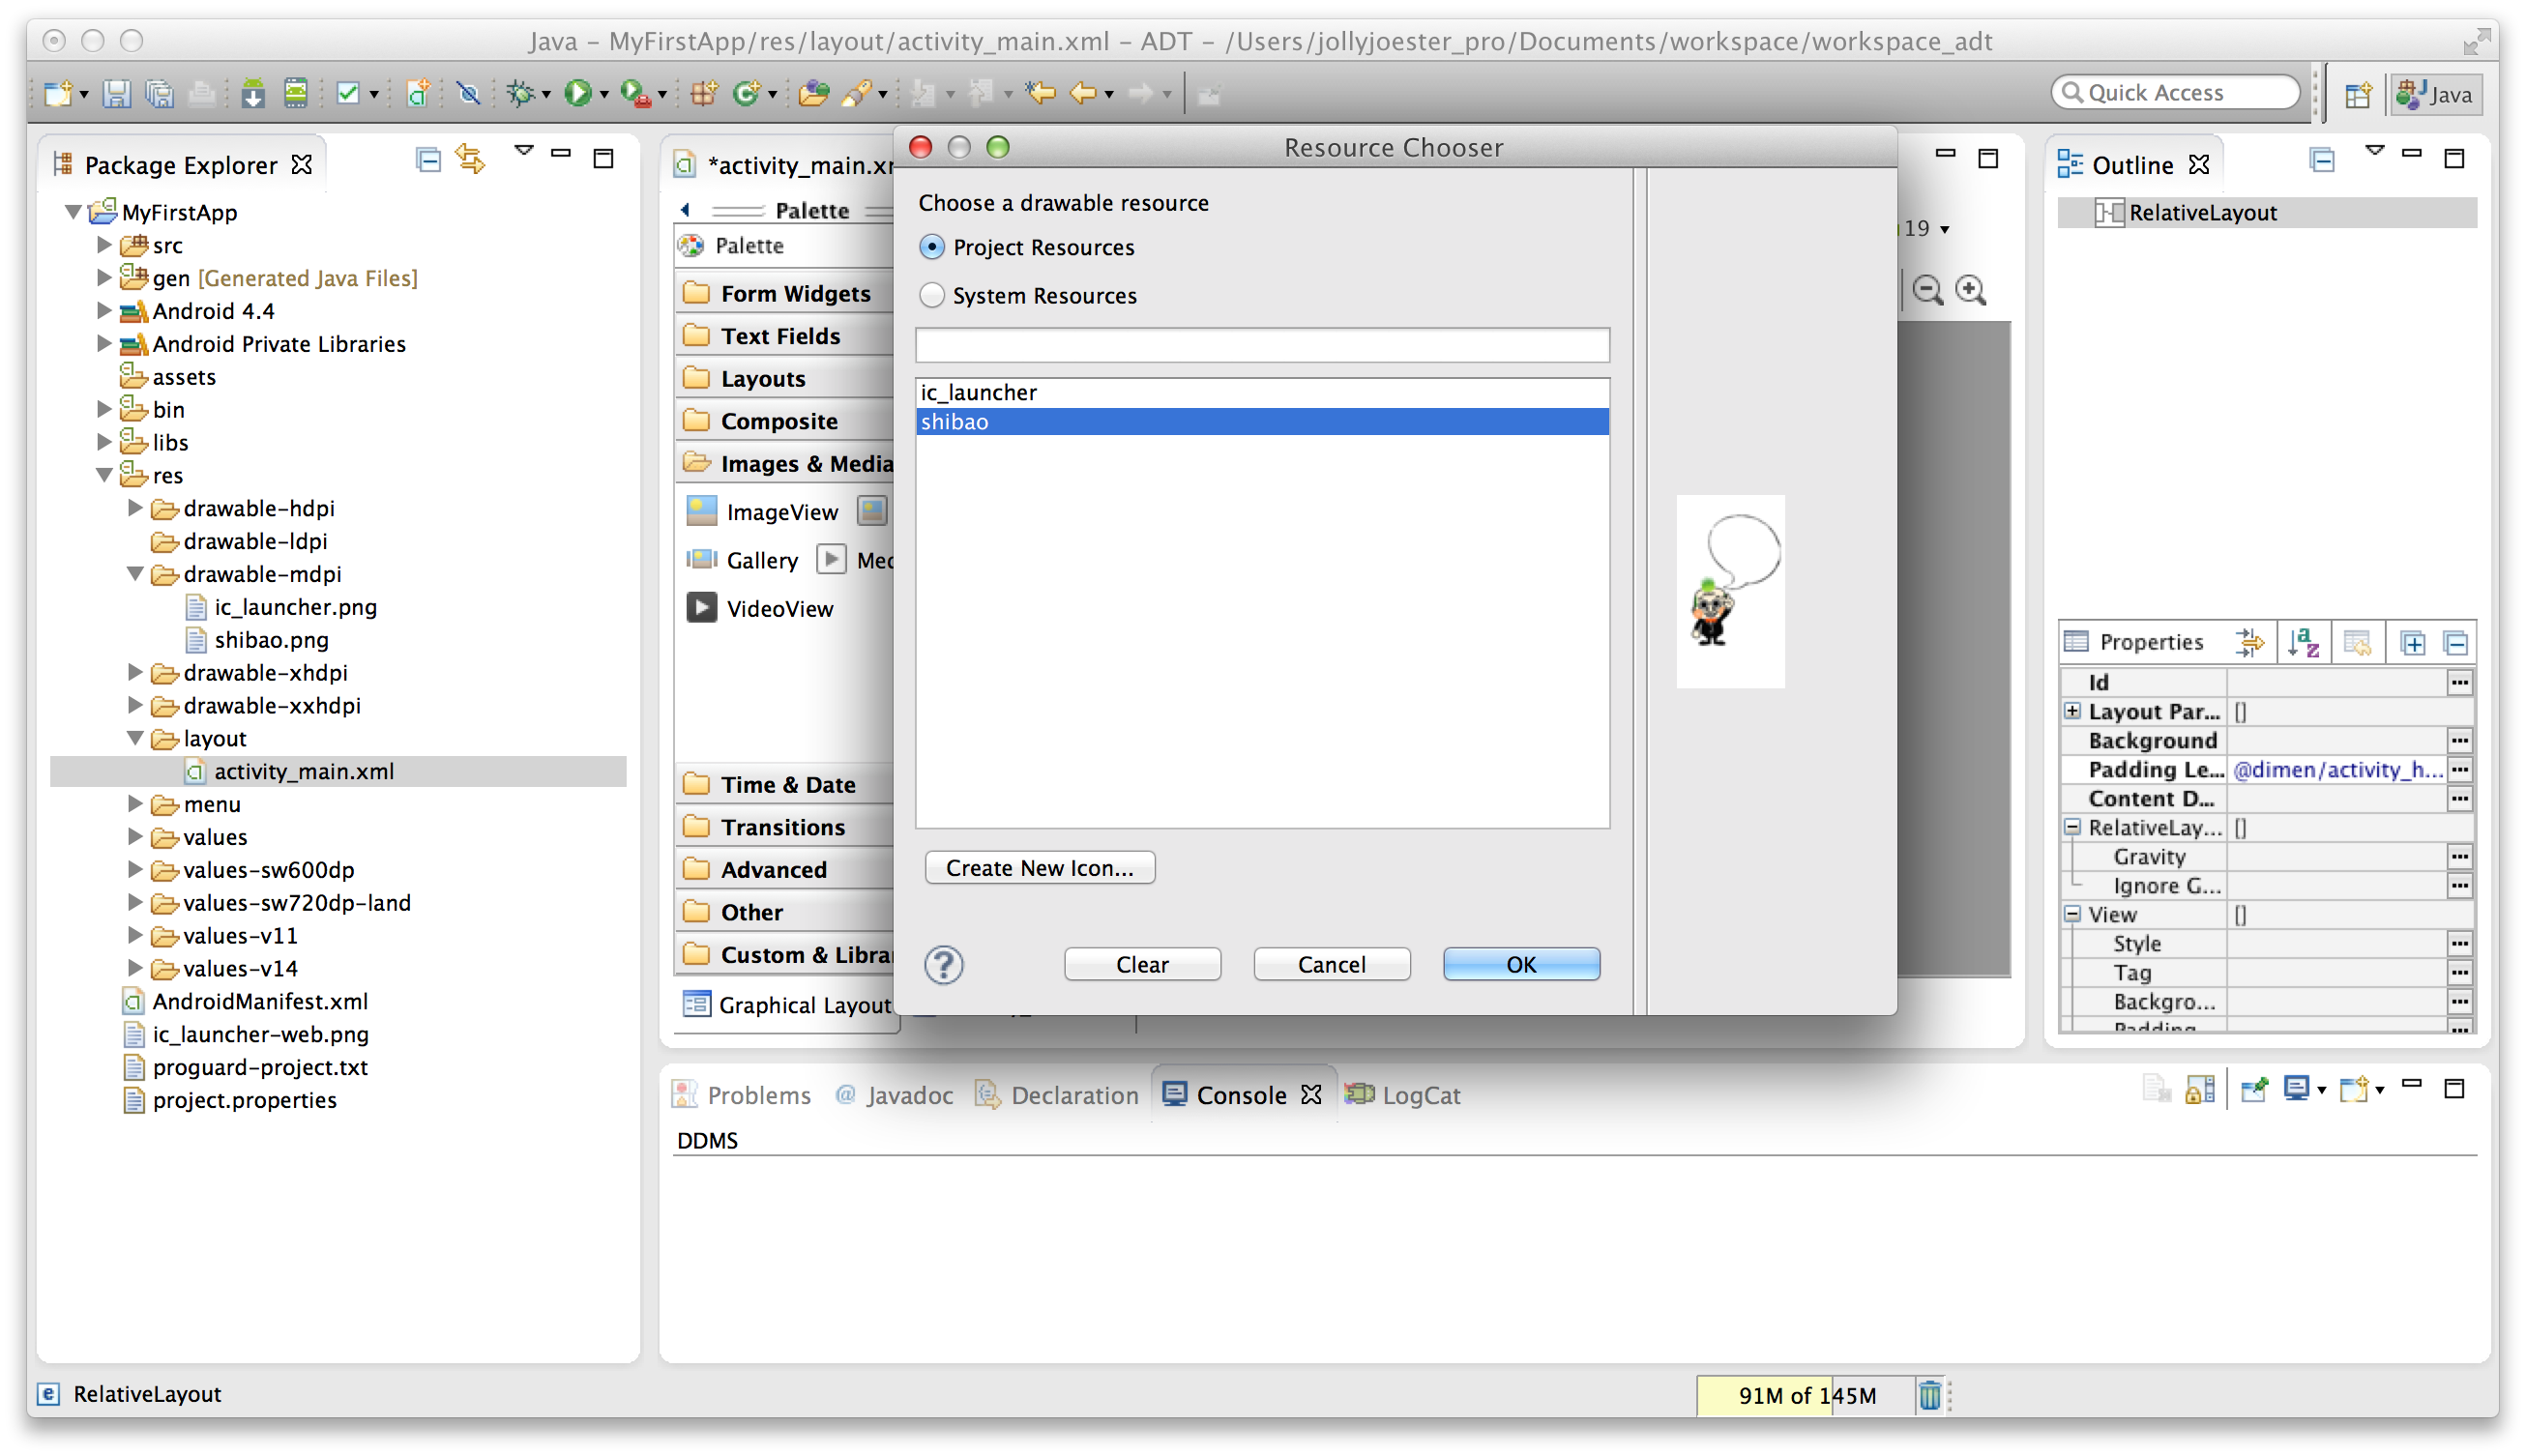 Java – MyFirstApp/res/layout/activity_main.xml – ADT – /Users/jollyjoester_pro/Documents/workspace/workspace_adt
Quick Access
Java
Package Explorer
MyFirstApp
src
gen [Generated Java Files]
Android 4.4
Android Private Libraries
assets
bin
libs
res
drawable-hdpi
drawable-ldpi
drawable-mdpi
ic_launcher.png
shibao.png
drawable-xhdpi
drawable-xxhdpi
layout
activity_main.xml
menu
values
values-sw600dp
values-sw720dp-land
values-v11
values-v14
AndroidManifest.xml
ic_launcher-web.png
proguard-project.txt
project.properties
*activity_main.x
Palette
Palette
Form Widgets
Text Fields
Layouts
Composite
Images & Media
ImageView
Gallery
Med
VideoView
Time & Date
Transitions
Advanced
Other
Custom & Libra
Graphical Layout
Resource Chooser
Choose a drawable resource
Project Resources
System Resources
ic_launcher
shibao
Create New Icon...
?
Clear
Cancel
OK
19
Outline
RelativeLayout
Properties
Id
Layout Par... []
Background
Padding Le... @dimen/activity_h...
Content D...
RelativeLay... []
Gravity
Ignore G...
View []
Style
Tag
Backgro...
Padding
Problems
@ Javadoc
Declaration
Console
LogCat
DDMS
RelativeLayout
91M of 145M